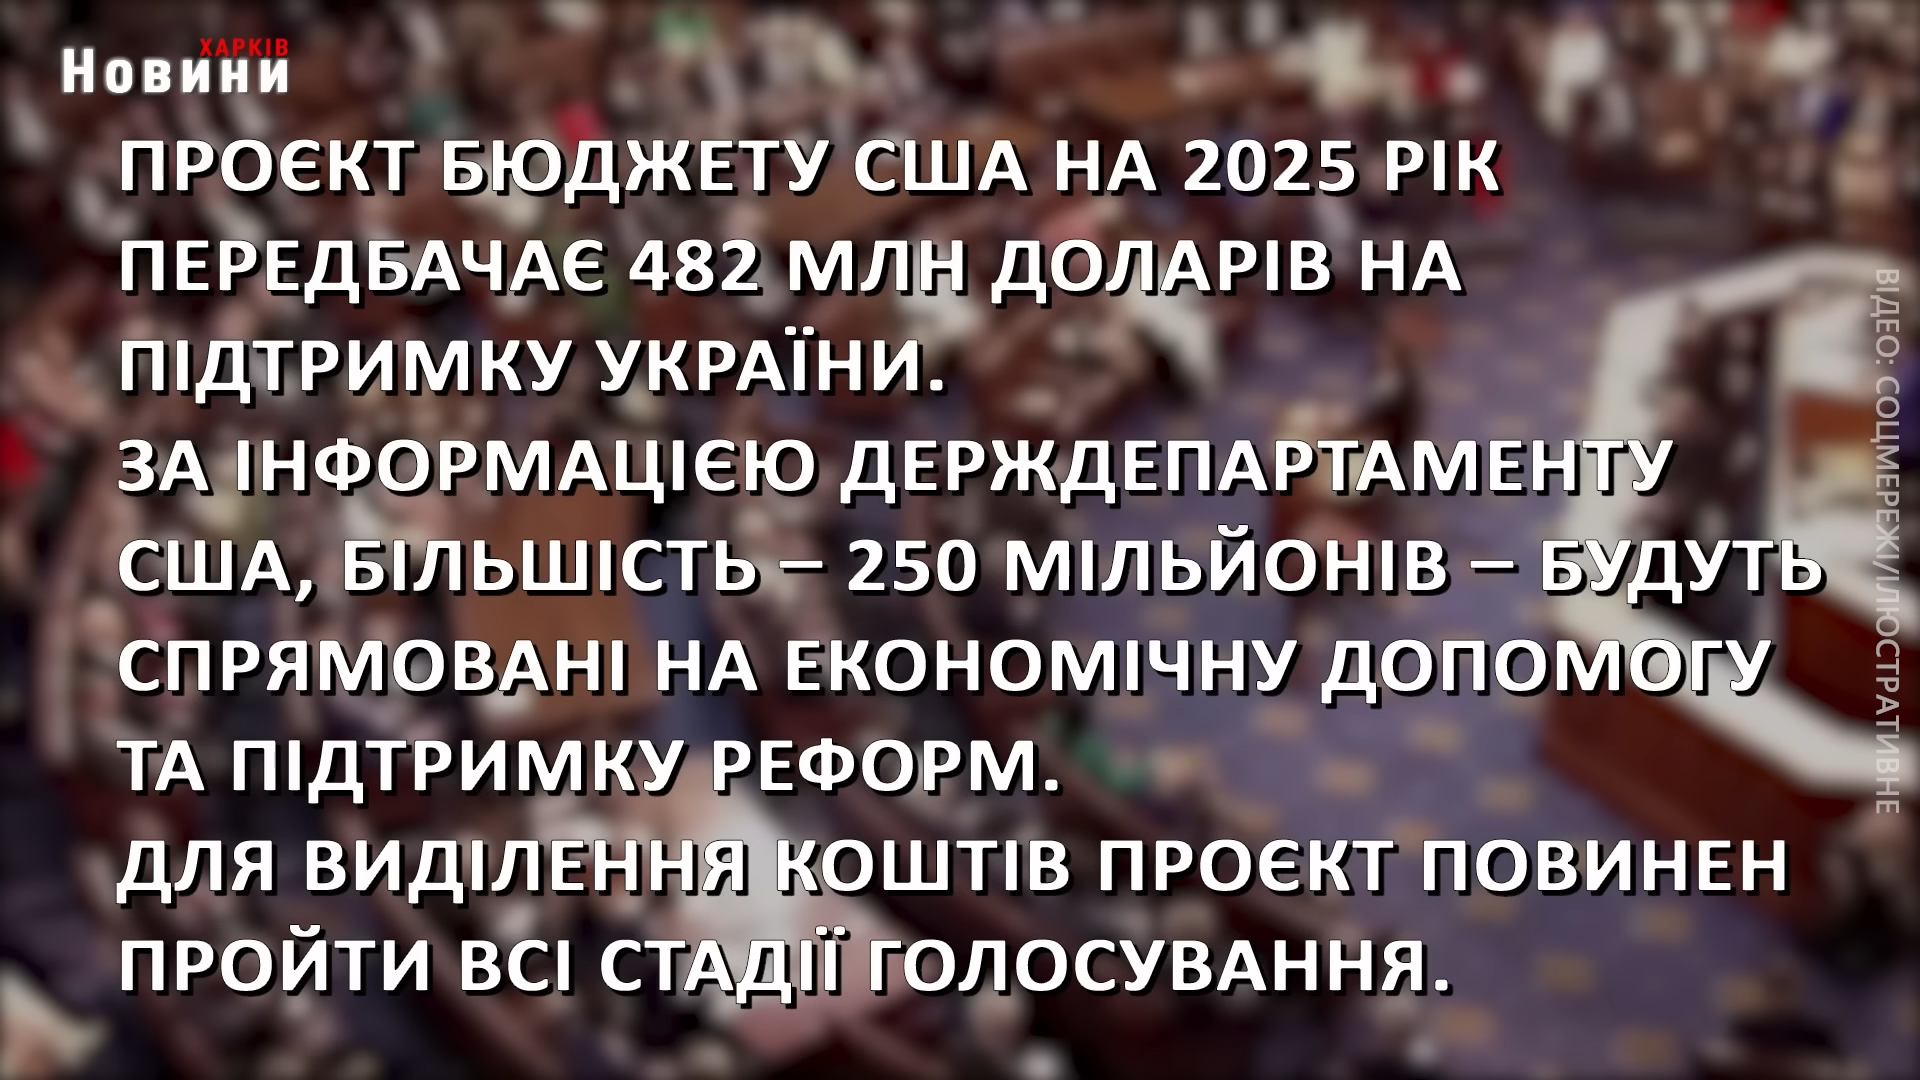 ХАРКІВ
Новини
ПРОЄКТ БЮДЖЕТУ США НА 2025 РІК
ПЕРЕДБАЧАЄ 482 МЛН ДОЛАРІВ НА
ПІДТРИМКУ УКРАЇНИ.
ЗА ІНФОРМАЦІЄЮ ДЕРЖДЕПАРТАМЕНТУ
США, БІЛЬШІСТЬ – 250 МІЛЬЙОНІВ – БУДУТЬ
СПРЯМОВАНІ НА ЕКОНОМІЧНУ ДОПОМОГУ
ТА ПІДТРИМКУ РЕФОРМ.
ДЛЯ ВИДІЛЕННЯ КОШТІВ ПРОЄКТ ПОВИНЕН
ПРОЙТИ ВСІ СТАДІЇ ГОЛОСУВАННЯ.
ВІДЕО: СОЦМЕРЕЖІ/ІЛЮСТРАТИВНЕ